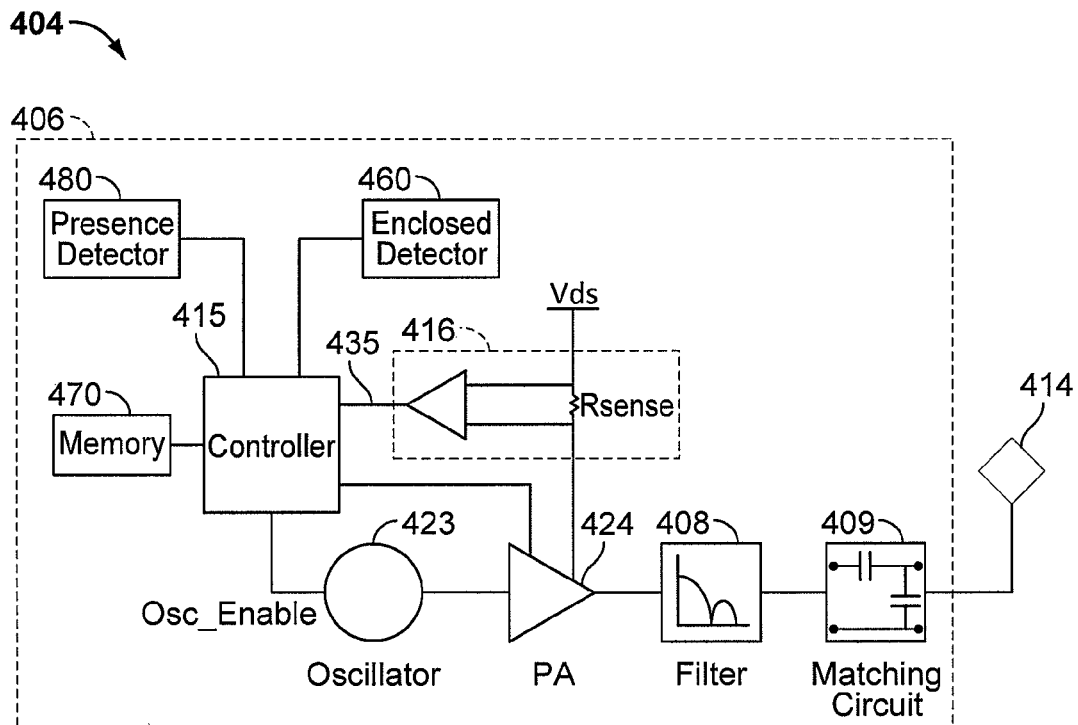 404
406
480
Presence
Detector
460
Enclosed
Detector
Vds
415
435
416
Rsense
414
470
Memory
Controller
423
424
408
409
Osc_Enable
Oscillator
PA
Filter
Matching
Circuit